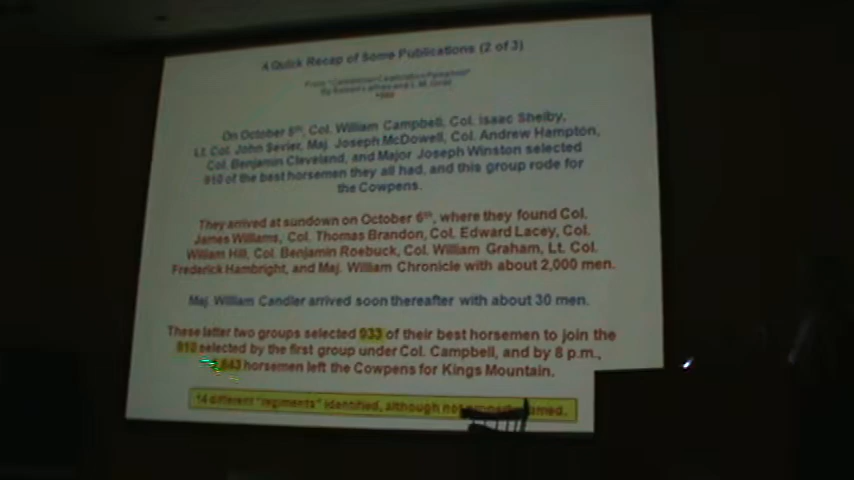 A Quick Recap of Some Publications (2 of 3)
On October 5th, Col. William Campbell, Col. Isaac Shelby,
Lt. Col. John Sevier, Maj. Joseph McDowell, Col. Andrew Hampton,
Col. Benjamin Cleveland, and Major Joseph Winston selected
910 of the best horsemen they all had, and this group rode for
the Cowpens.
They arrived at sundown on October 6th, where they found Col.
James Williams, Col. Thomas Brandon, Col. Edward Lacey, Col.
William Hill, Col. Benjamin Roebuck, Col. William Graham, Lt. Col.
Frederick Hambright, and Maj. William Chronicle with about 2,000 men.
Maj. William Candler arrived soon thereafter with about 30 men.
These latter two groups selected 933 of their best horsemen to join the
910 selected by the first group under Col. Campbell, and by 8 p.m.,
horsemen left the Cowpens for Kings Mountain.
14 different "regiments" identified, although not